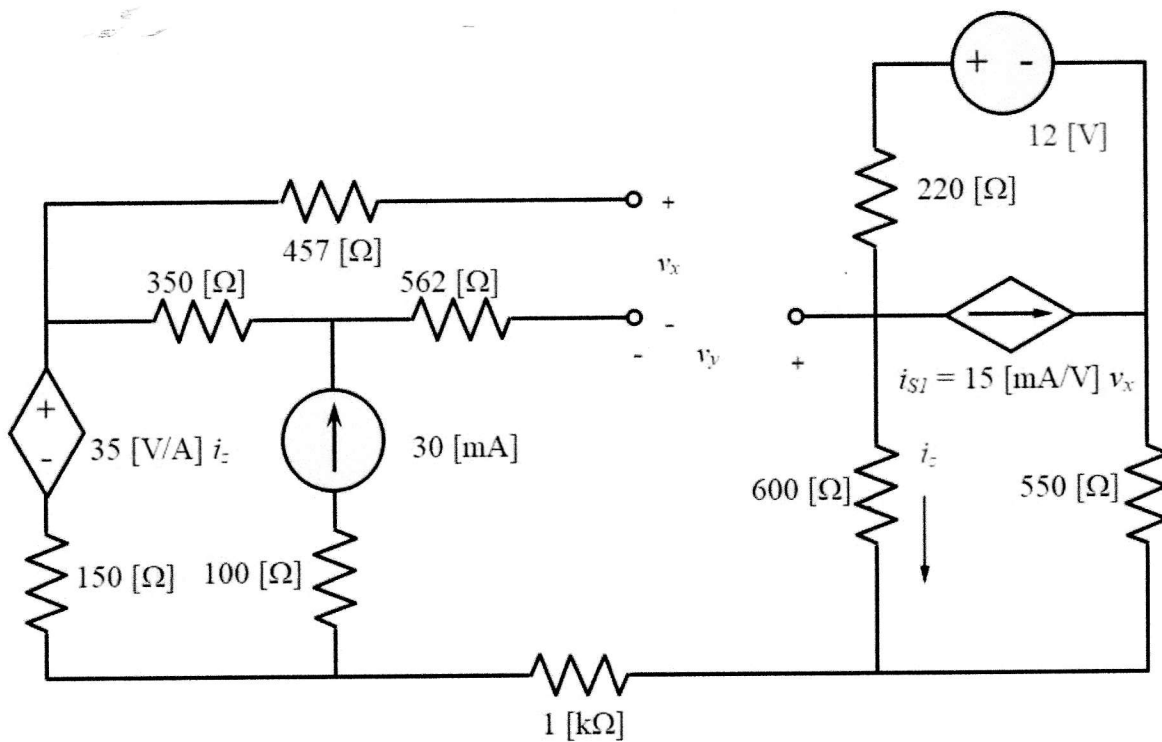 + -
12 [V]
220 [Ω]
+
457 [Ω]
vx
350 [Ω]
562 [Ω]
-
- vy +
iS1 = 15 [mA/V] vx
+
-
35 [V/A] iz
30 [mA]
iz
600 [Ω]
550 [Ω]
150 [Ω]
100 [Ω]
1 [kΩ]